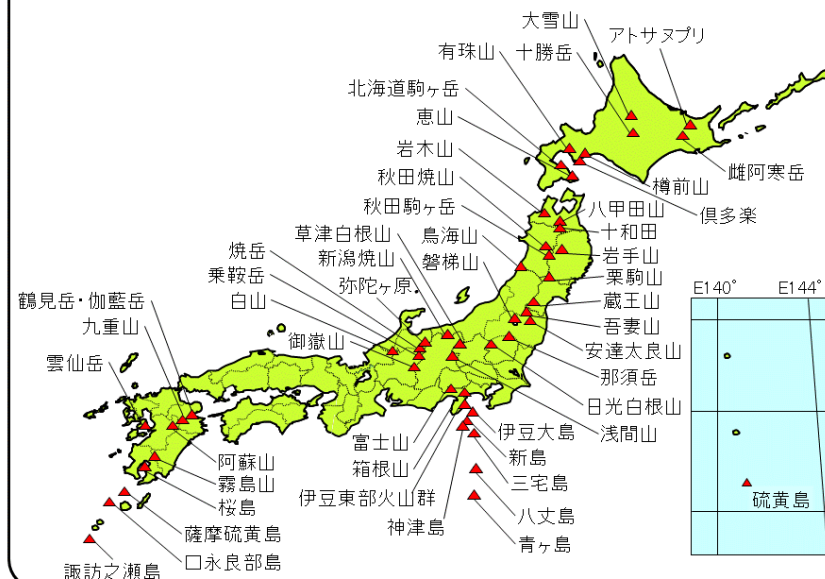 大雪山
アトサヌプリ
有珠山
十勝岳
北海道駒ヶ岳
恵山
岩木山
雌阿寒岳
秋田焼山
樽前山
倶多楽
秋田駒ヶ岳
八甲田山
草津白根山
鳥海山
十和田
焼岳
新潟焼山
磐梯山
岩手山
乗鞍岳
弥陀ヶ原
栗駒山
白山
鶴見岳・伽藍岳
蔵王山
E140°
E144°
九重山
吾妻山
御嶽山
安達太良山
雲仙岳
那須岳
日光白根山
浅間山
伊豆大島
富士山
新島
阿蘇山
箱根山
三宅島
霧島山
伊豆東部火山群
硫黄島
桜島
八丈島
神津島
薩摩硫黄島
青ヶ島
口永良部島
諏訪之瀬島